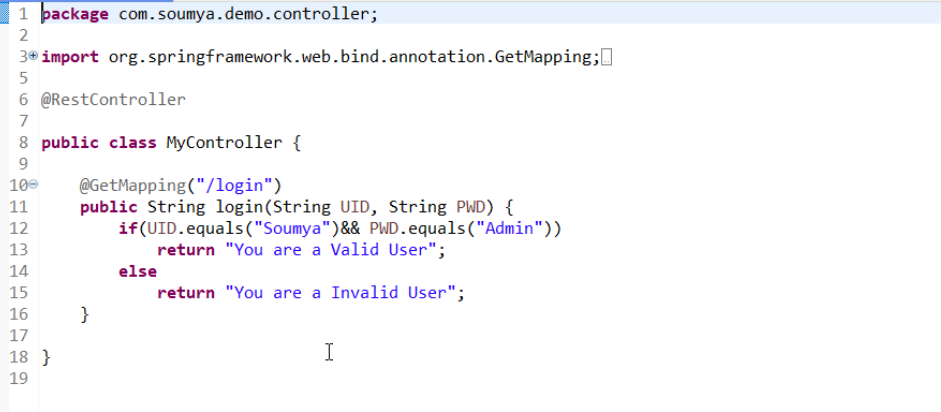 1 package com.soumya.demo.controller;
2
3 import org.springframework.web.bind.annotation.GetMapping;
5
6 @RestController
7
8 public class MyController {
9
10 @GetMapping("/login")
11 public String login(String UID, String PWD) {
12 if(UID.equals("Soumya")&& PWD.equals("Admin"))
13 return "You are a Valid User";
14 else
15 return "You are a Invalid User";
16 }
17
18 }
19